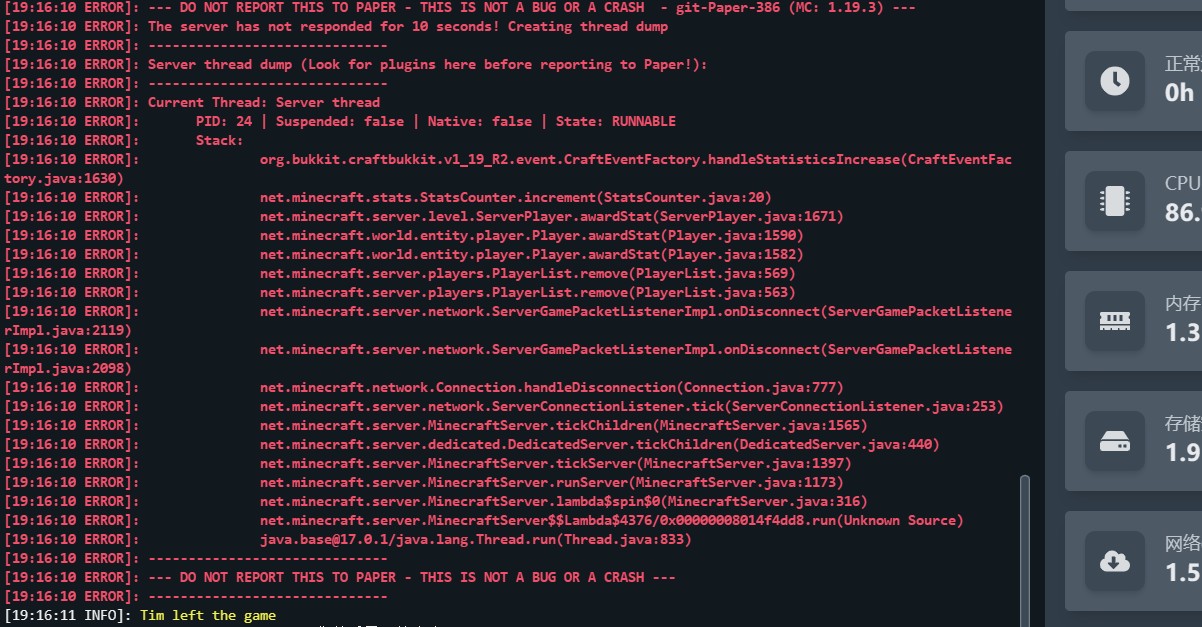 [19:16:10 ERROR]: --- DO NOT REPORT THIS TO PAPER - THIS IS NOT A BUG OR A CRASH  - git-Paper-386 (MC: 1.19.3) ---
[19:16:10 ERROR]: The server has not responded for 10 seconds! Creating thread dump
[19:16:10 ERROR]: ------------------------------
[19:16:10 ERROR]: Server thread dump (Look for plugins here before reporting to Paper!):
[19:16:10 ERROR]: ------------------------------
[19:16:10 ERROR]: Current Thread: Server thread
[19:16:10 ERROR]: PID: 24 | Suspended: false | Native: false | State: RUNNABLE
[19:16:10 ERROR]: Stack:
[19:16:10 ERROR]: org.bukkit.craftbukkit.v1_19_R2.event.CraftEventFactory.handleStatisticsIncrease(CraftEventFac
tory.java:1630)
[19:16:10 ERROR]: net.minecraft.stats.StatsCounter.increment(StatsCounter.java:20)
[19:16:10 ERROR]: net.minecraft.server.level.ServerPlayer.awardStat(ServerPlayer.java:1671)
[19:16:10 ERROR]: net.minecraft.world.entity.player.Player.awardStat(Player.java:1590)
[19:16:10 ERROR]: net.minecraft.world.entity.player.Player.awardStat(Player.java:1582)
[19:16:10 ERROR]: net.minecraft.server.players.PlayerList.remove(PlayerList.java:569)
[19:16:10 ERROR]: net.minecraft.server.players.PlayerList.remove(PlayerList.java:563)
[19:16:10 ERROR]: net.minecraft.server.network.ServerGamePacketListenerImpl.onDisconnect(ServerGamePacketListene
rImpl.java:2119)
[19:16:10 ERROR]: net.minecraft.server.network.ServerGamePacketListenerImpl.onDisconnect(ServerGamePacketListene
rImpl.java:2098)
[19:16:10 ERROR]: net.minecraft.network.Connection.handleDisconnection(Connection.java:777)
[19:16:10 ERROR]: net.minecraft.server.network.ServerConnectionListener.tick(ServerConnectionListener.java:253)
[19:16:10 ERROR]: net.minecraft.server.MinecraftServer.tickChildren(MinecraftServer.java:1565)
[19:16:10 ERROR]: net.minecraft.server.dedicated.DedicatedServer.tickChildren(DedicatedServer.java:440)
[19:16:10 ERROR]: net.minecraft.server.MinecraftServer.tickServer(MinecraftServer.java:1397)
[19:16:10 ERROR]: net.minecraft.server.MinecraftServer.runServer(MinecraftServer.java:1173)
[19:16:10 ERROR]: net.minecraft.server.MinecraftServer.lambda$spin$0(MinecraftServer.java:316)
[19:16:10 ERROR]: net.minecraft.server.MinecraftServer$$Lambda$4376/0x00000008014f4dd8.run(Unknown Source)
[19:16:10 ERROR]: java.base@17.0.1/java.lang.Thread.run(Thread.java:833)
[19:16:10 ERROR]: ------------------------------
[19:16:10 ERROR]: --- DO NOT REPORT THIS TO PAPER - THIS IS NOT A BUG OR A CRASH ---
[19:16:10 ERROR]: ------------------------------
[19:16:11 INFO]: Tim left the game
正常
0h
CPU
86.
内存
1.3
存储
1.9
网络
1.5